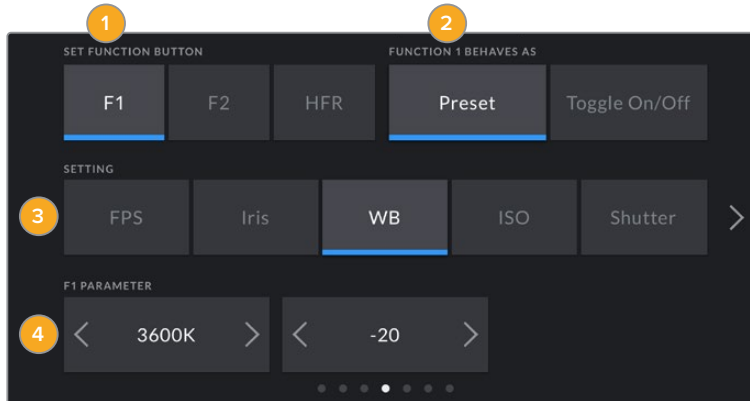 1 2
SET FUNCTION BUTTON FUNCTION 1 BEHAVES AS
F1 F2 HFR Preset Toggle On/Off
SETTING
3 FPS Iris WB ISO Shutter
F1 PARAMETER
4 3600K -20